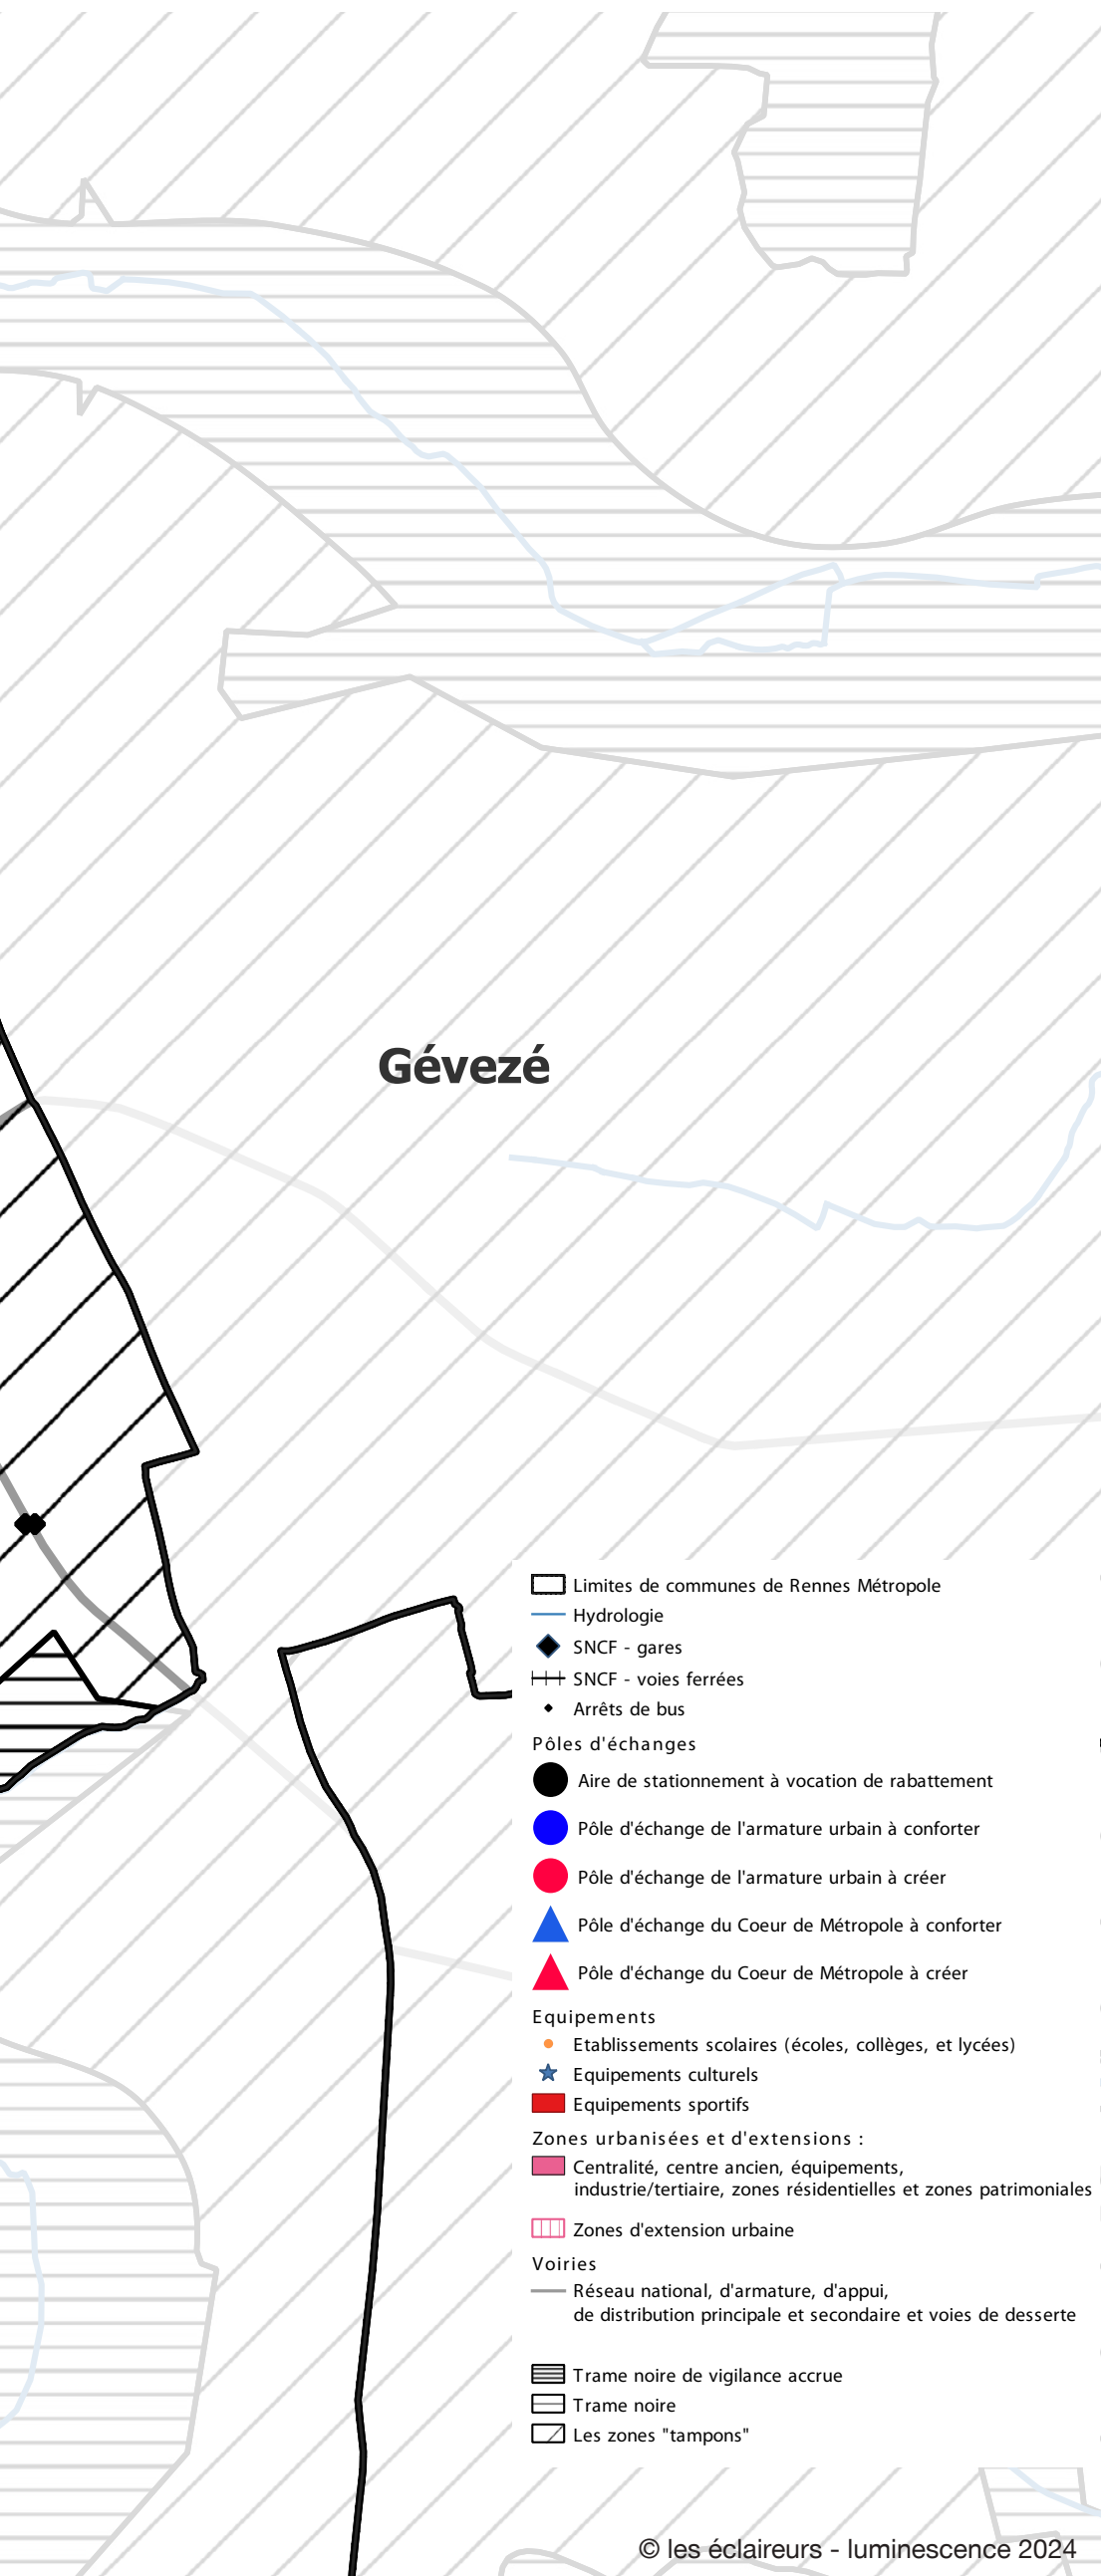 Gévezé
Limites de communes de Rennes Métropole
Hydrologie
SNCF - gares
SNCF - voies ferrées
Arrêts de bus
Pôles d'échanges
Aire de stationnement à vocation de rabattement
Pôle d'échange de l'armature urbain à conforter
Pôle d'échange de l'armature urbain à créer
Pôle d'échange du Coeur de Métropole à conforter
Pôle d'échange du Coeur de Métropole à créer
Equipements
Etablissements scolaires (écoles, collèges, et lycées)
Equipements culturels
Equipements sportifs
Zones urbanisées et d'extensions :
Centralité, centre ancien, équipements,
industrie/tertiaire, zones résidentielles et zones patrimoniales
Zones d'extension urbaine
Voiries
Réseau national, d'armature, d'appui,
de distribution principale et secondaire et voies de desserte
Trame noire de vigilance accrue
Trame noire
Les zones "tampons"
© les éclaireurs - luminescence 2024